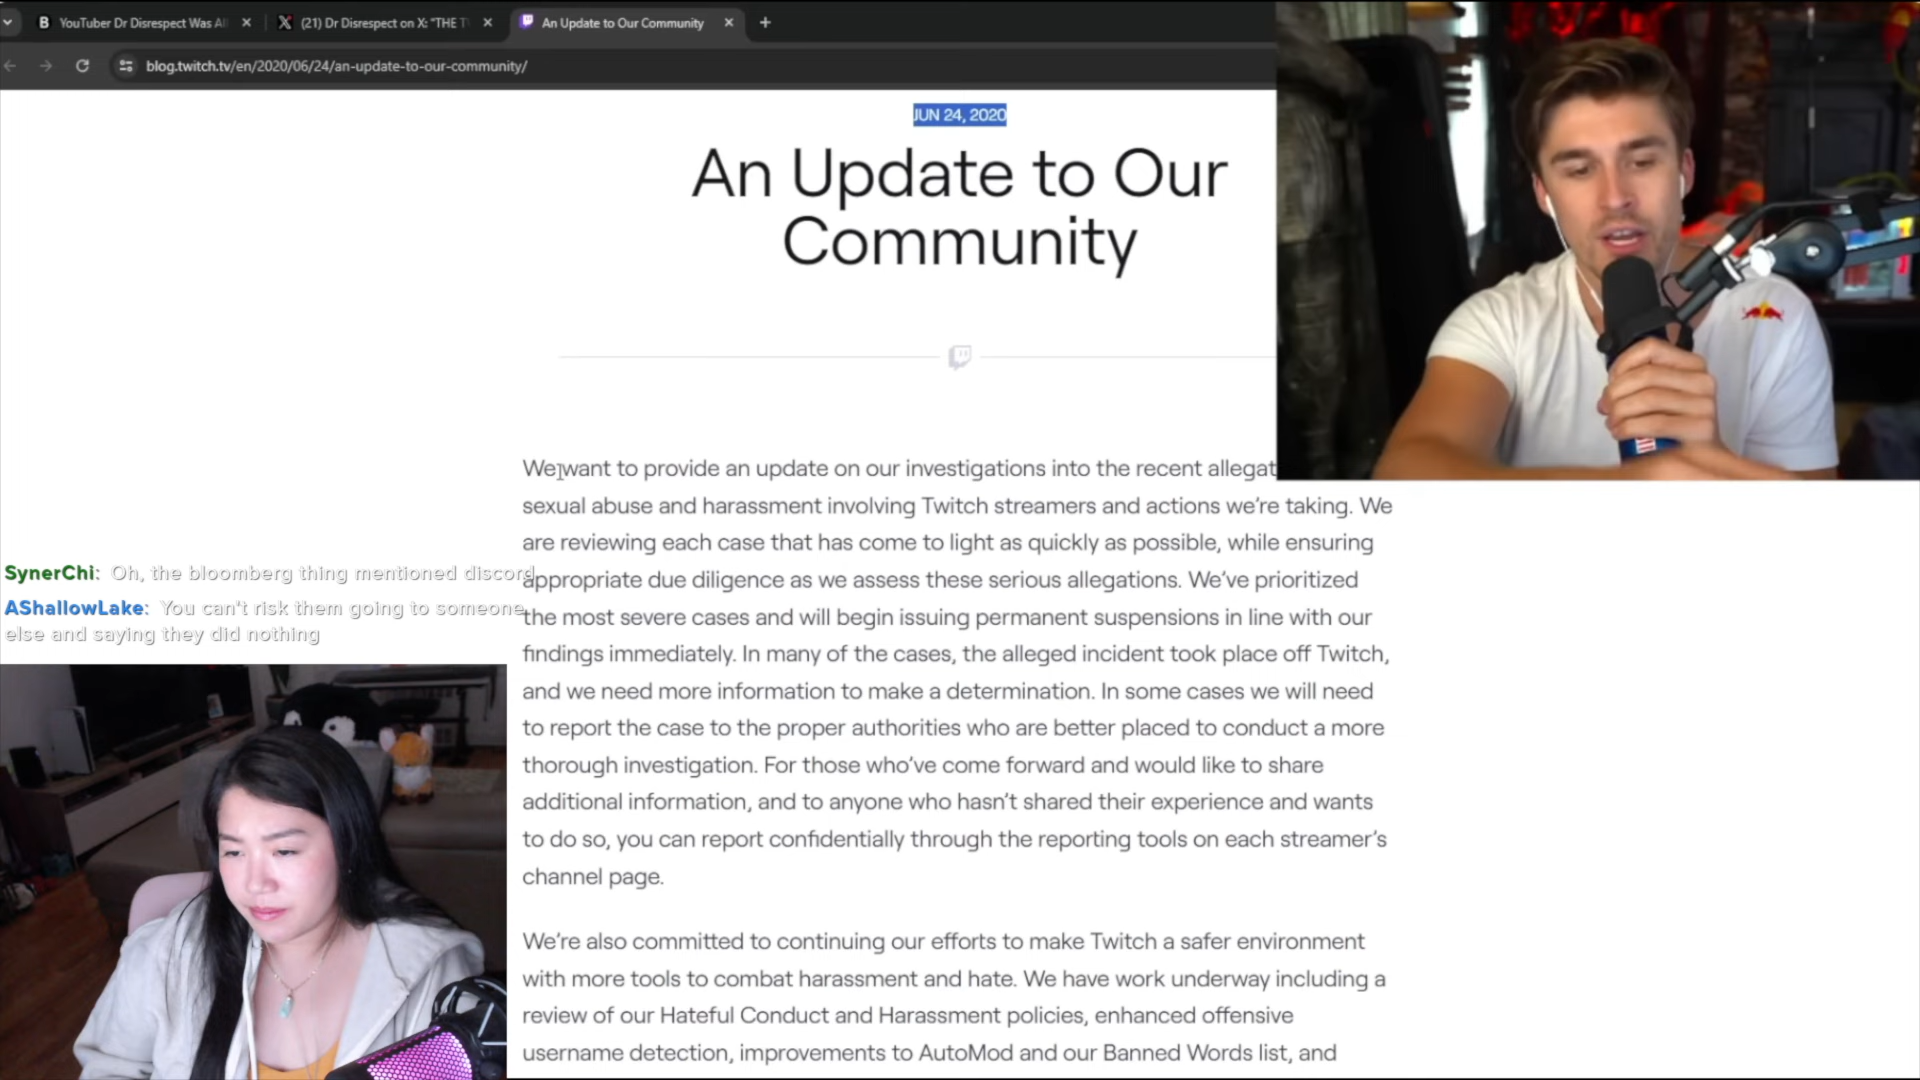 YouTuber Dr Disrespect Was Al
(21) Dr Disrespect on X: "THE T
An Update to Our Community
blog.twitch.tv/en/2020/06/24/an-update-to-our-community/
JUN 24, 2020
An Update to Our
Community
We want to provide an update on our investigations into the recent allegat
sexual abuse and harassment involving Twitch streamers and actions we're taking. We
are reviewing each case that has come to light as quickly as possible, while ensuring
appropriate due diligence as we assess these serious allegations. We've prioritized
the most severe cases and will begin issuing permanent suspensions in line with our
findings immediately. In many of the cases, the alleged incident took place off Twitch,
and we need more information to make a determination. In some cases we will need
to report the case to the proper authorities who are better placed to conduct a more
thorough investigation. For those who've come forward and would like to share
additional information, and to anyone who hasn't shared their experience and wants
to do so, you can report confidentially through the reporting tools on each streamer's
channel page.
We're also committed to continuing our efforts to make Twitch a safer environment
with more tools to combat harassment and hate. We have work underway including a
review of our Hateful Conduct and Harassment policies, enhanced offensive
username detection, improvements to AutoMod and our Banned Words list, and
SynerChi: Oh, the bloomberg thing mentioned discord
AShallowLake: You can't risk them going to someone
else and saying they did nothing